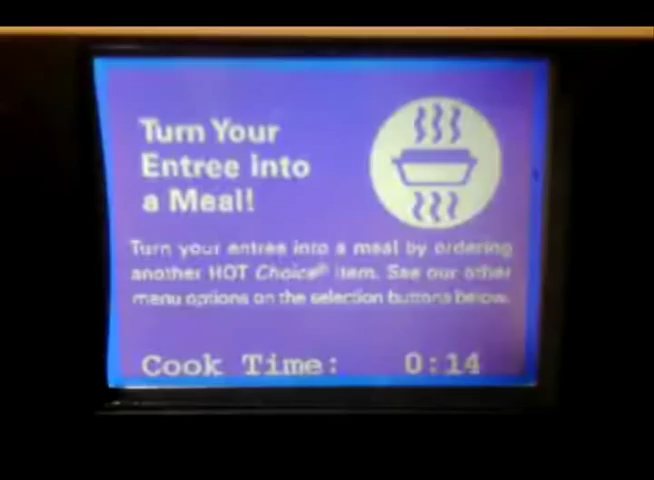 Turn Your
Entree into
a Meal!
Turn your entree into a meal by ordering
another HOT Choice® item. See our other
menu options on the selection buttons below.
Cook Time: 0:14